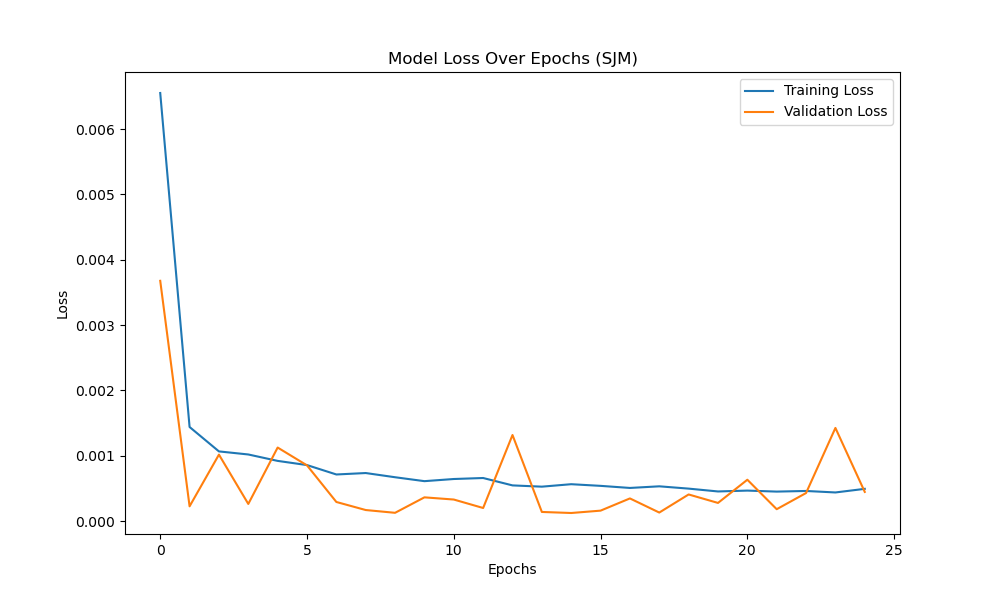 Model Loss Over Epochs (SJM)
Training Loss
Validation Loss
0.006
0.005
0.004
0.003
0.002
0.001
0.000
Loss
0 5 10 15 20 25
Epochs